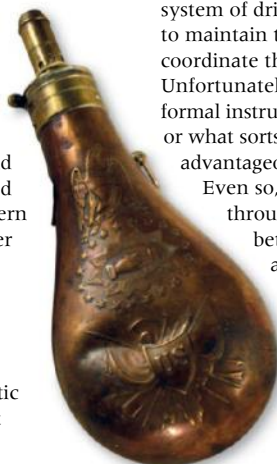 system of dri
to maintain t
coordinate th
Unfortunatel
formal instru
or what sorts
advantageo
Even so,
throu
bet
a
d
d
ern
er
tic